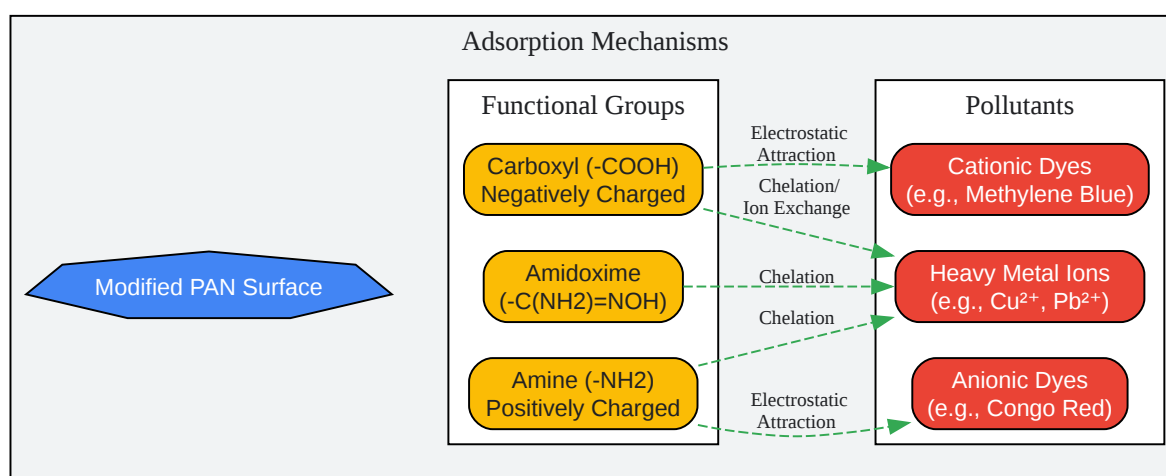 Adsorption Mechanisms
Functional Groups
Pollutants
Carboxyl (-COOH)
Negatively Charged
Electrostatic
Attraction
Cationic Dyes
(e.g., Methylene Blue)
Chelation/
Ion Exchange
Modified PAN Surface
Amidoxime
(-C(NH2)=NOH)
Chelation
Heavy Metal Ions
(e.g., Cu²⁺, Pb²⁺)
Chelation
Amine (-NH2)
Positively Charged
Electrostatic
Attraction
Anionic Dyes
(e.g., Congo Red)